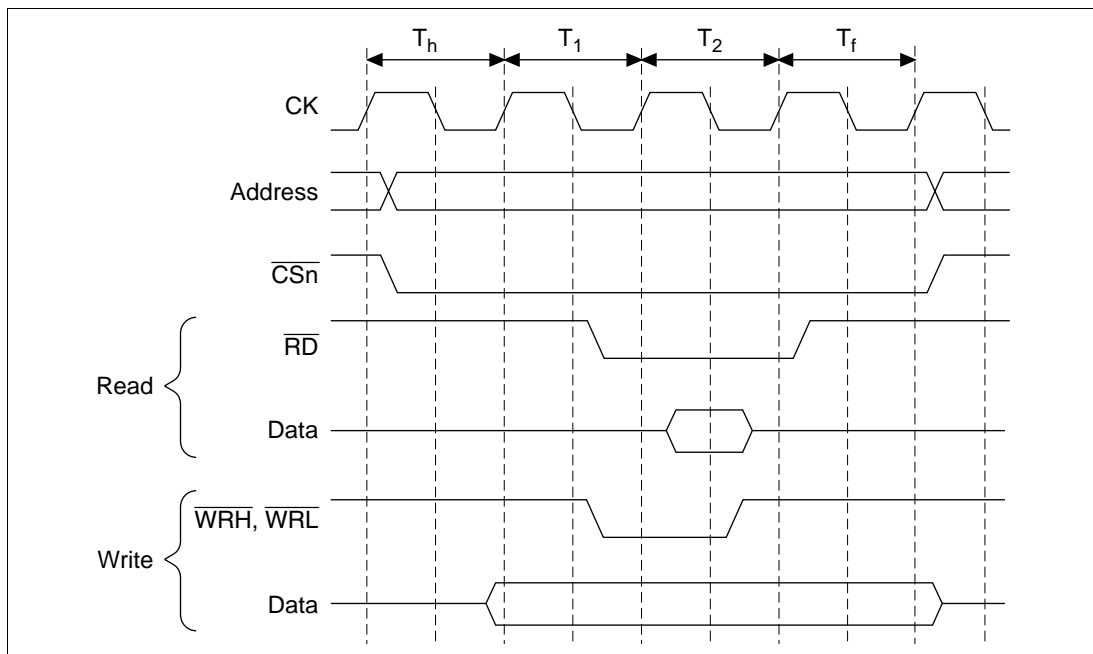 Th T1 T2 Tf
CK
Address
CSn
RD
Read
Data
WRH, WRL
Write
Data